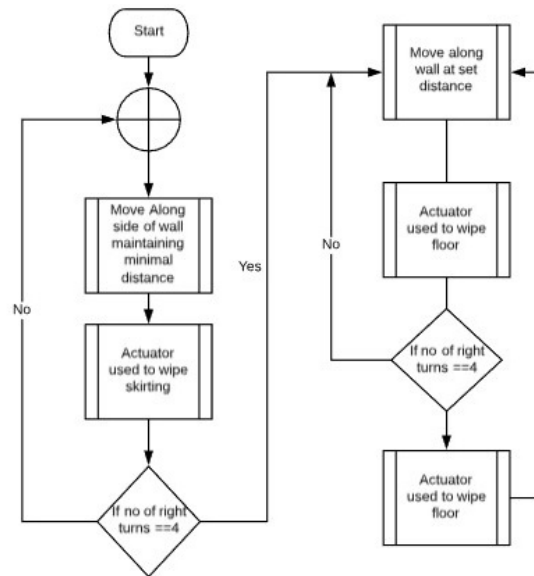 Start
Move Along
side of wall
maintaining
minimal
distance
Actuator
used to wipe
skirting
If no of right
turns ==4
No
Yes
Move along
wall at set
distance
Actuator
used to wipe
floor
No
If no of right
turns ==4
Actuator
used to wipe
floor